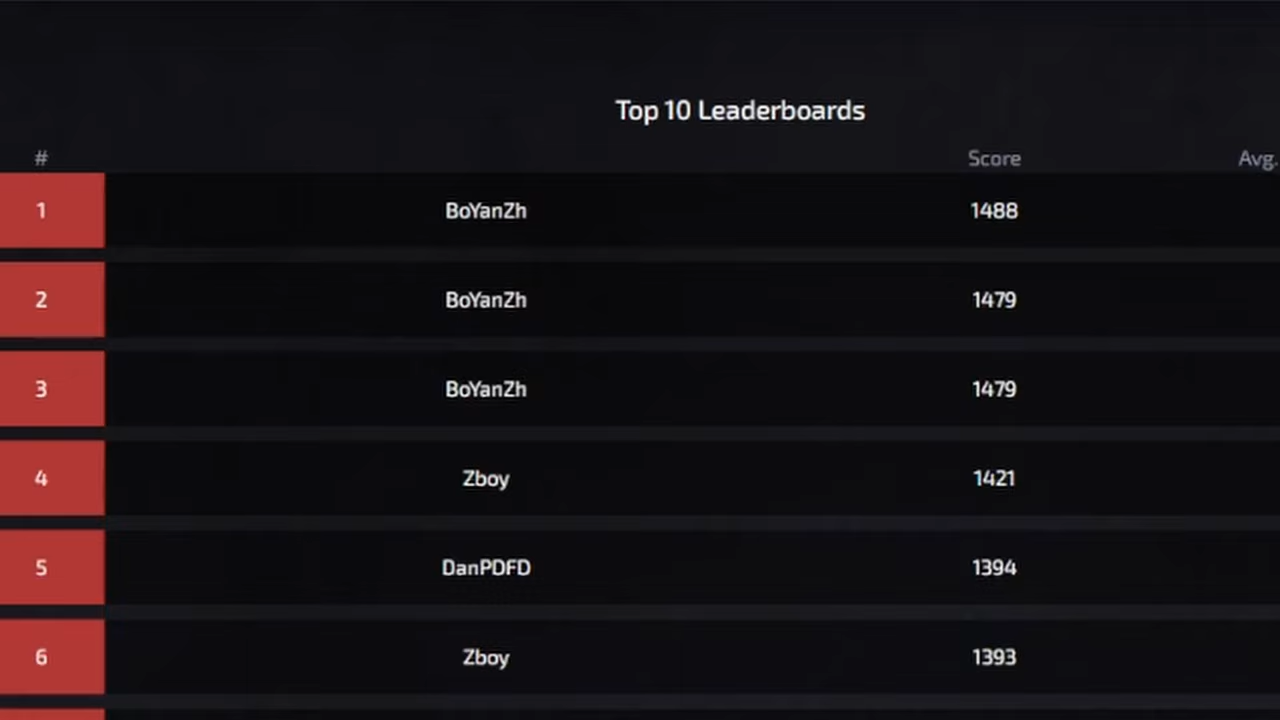 Top 10 Leaderboards
# Score Avg.
1 BoYanZh 1488
2 BoYanZh 1479
3 BoYanZh 1479
4 Zboy 1421
5 DanPDFD 1394
6 Zboy 1393